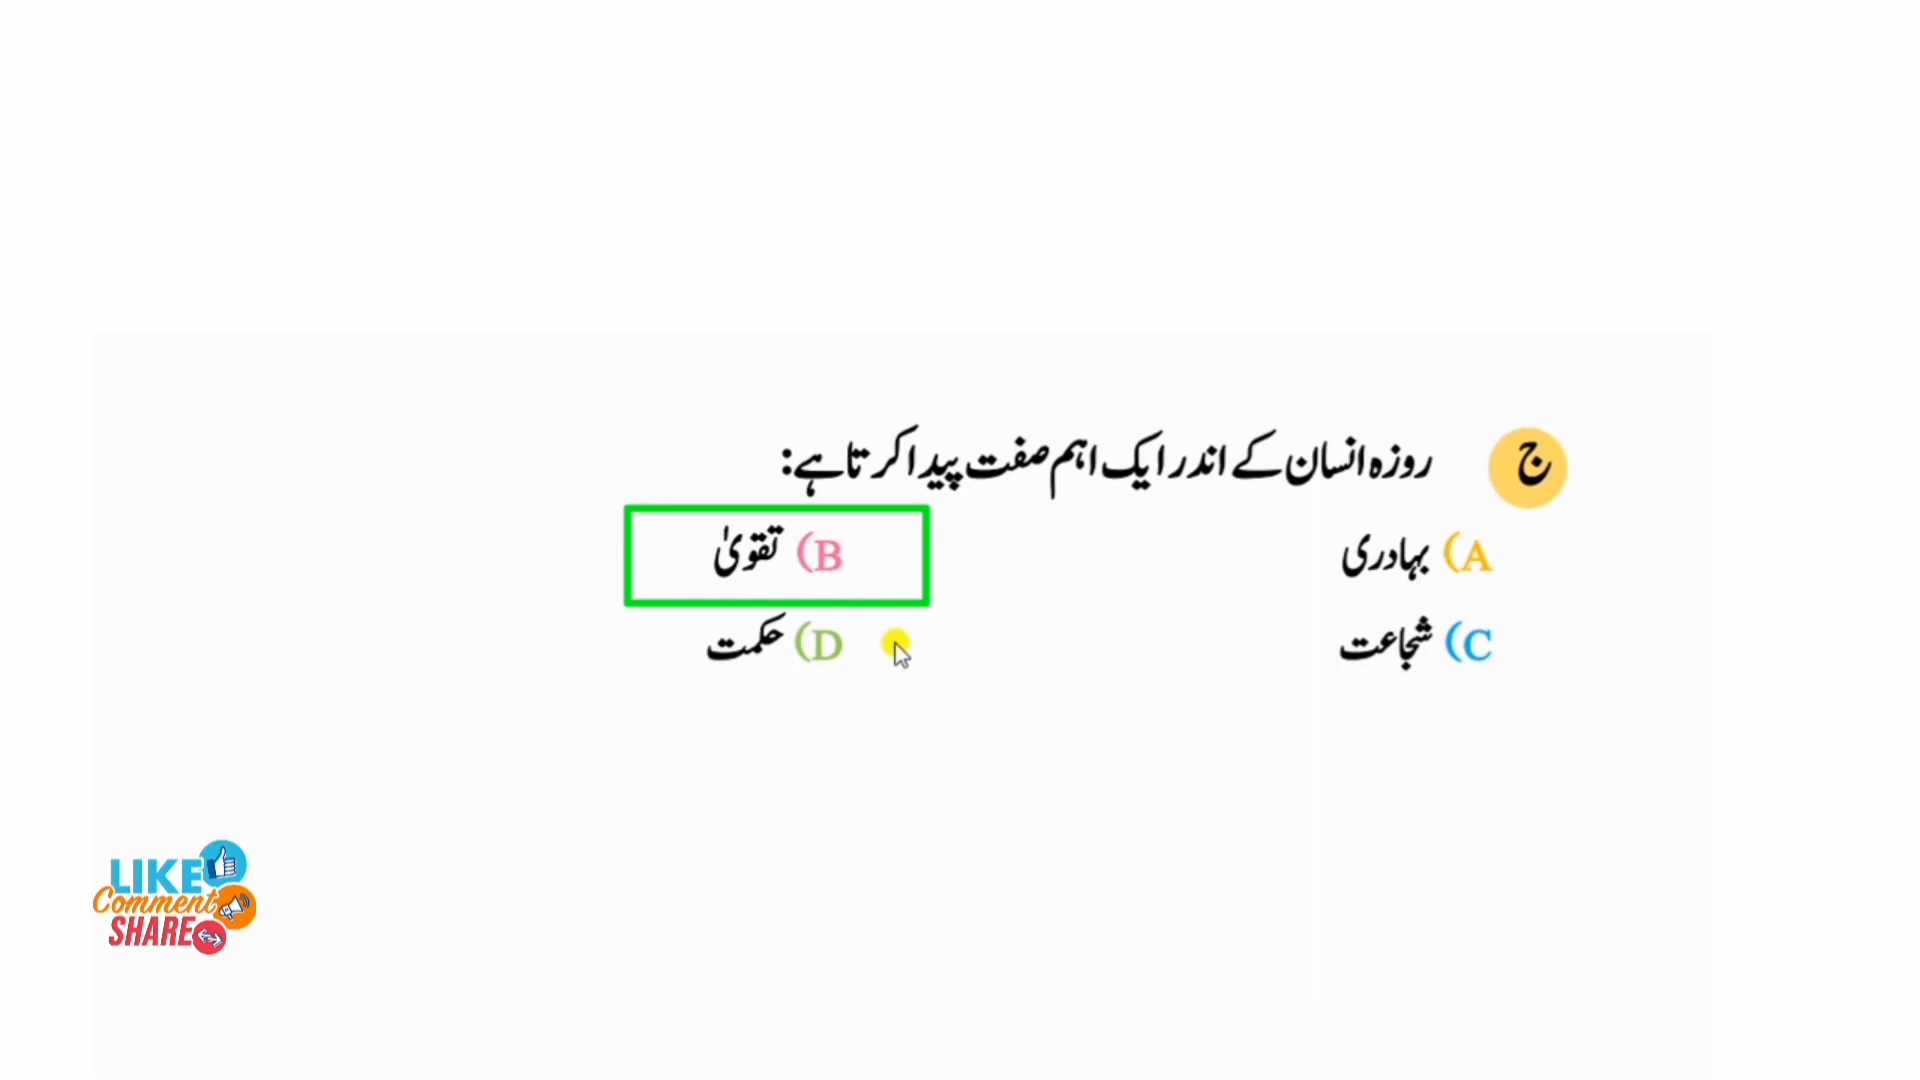 ج روزہ انسان کے اندر ایک اہم صفت پیدا کرتا ہے:
A) بہادری B) تقویٰ
C) شجاعت D) حکمت
LIKE
Comment
SHARE